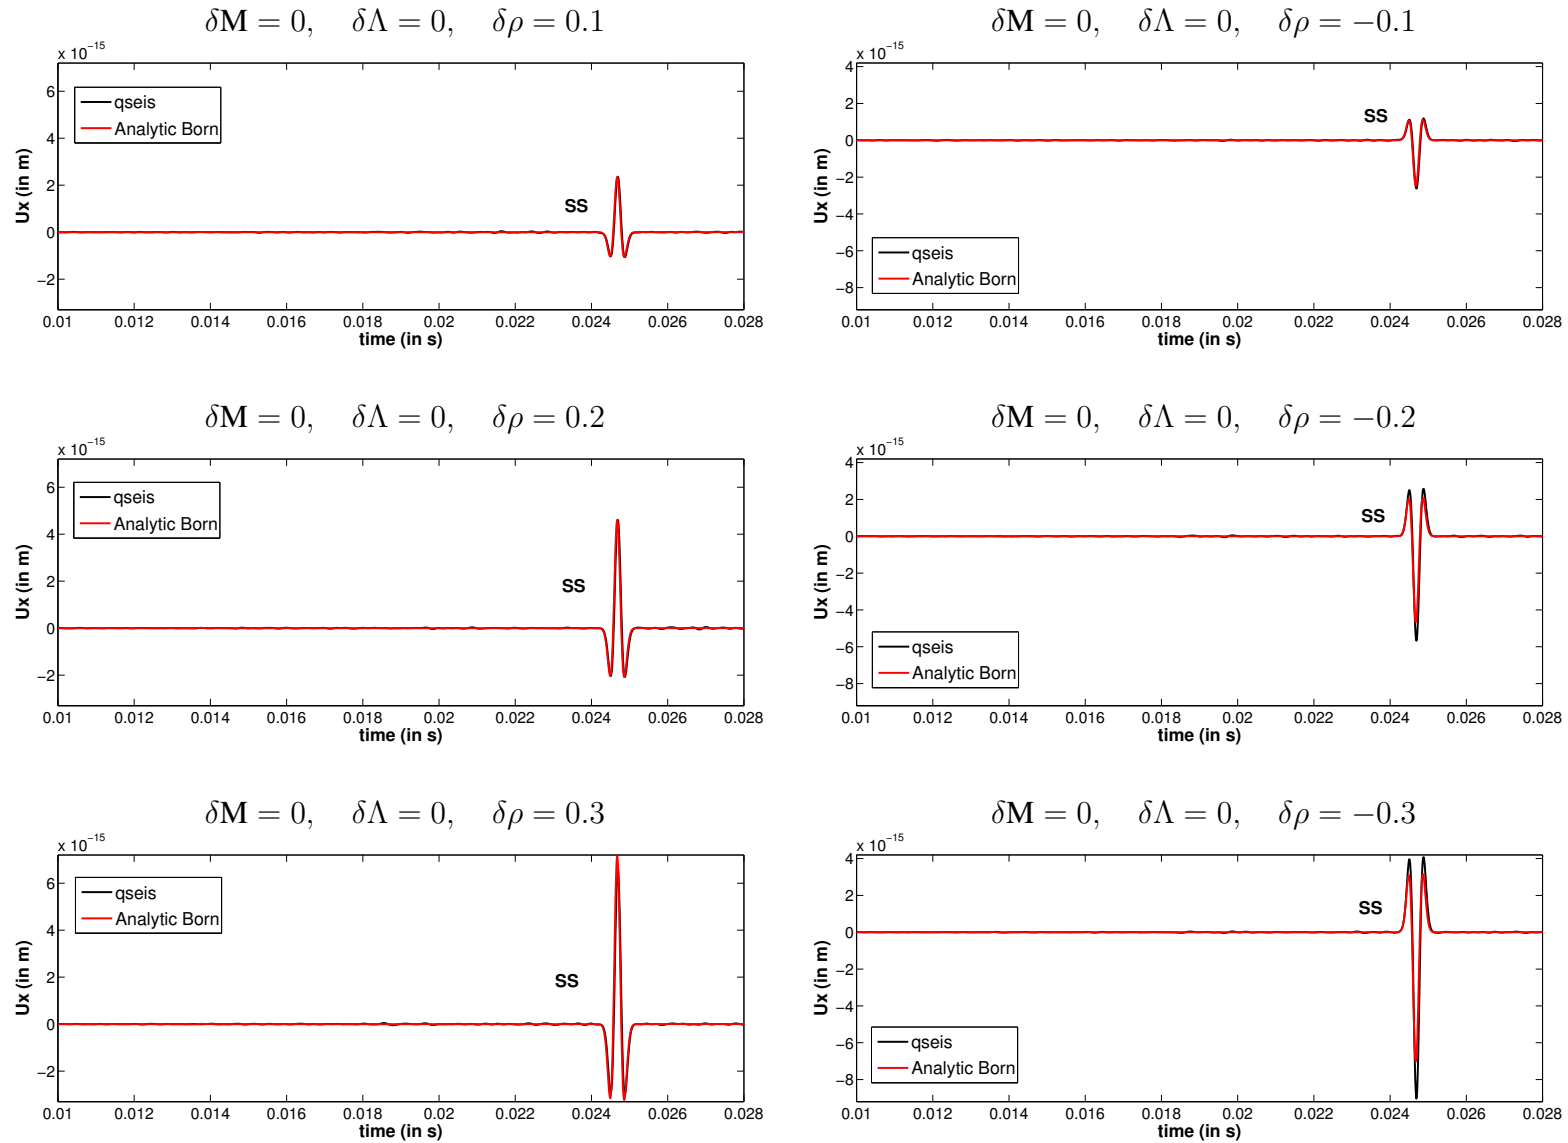 δM = 0, δΛ = 0, δρ = 0.1
x 10⁻¹⁵
6
4
2
0
−2
Ux (in m)
qseis
Analytic Born
SS
0.01 0.012 0.014 0.016 0.018 0.02 0.022 0.024 0.026 0.028
time (in s)
δM = 0, δΛ = 0, δρ = −0.1
x 10⁻¹⁵
4
2
0
−2
−4
−6
−8
Ux (in m)
SS
qseis
Analytic Born
0.01 0.012 0.014 0.016 0.018 0.02 0.022 0.024 0.026 0.028
time (in s)
δM = 0, δΛ = 0, δρ = 0.2
x 10⁻¹⁵
6
4
2
0
−2
Ux (in m)
qseis
Analytic Born
SS
0.01 0.012 0.014 0.016 0.018 0.02 0.022 0.024 0.026 0.028
time (in s)
δM = 0, δΛ = 0, δρ = −0.2
x 10⁻¹⁵
4
2
0
−2
−4
−6
−8
Ux (in m)
SS
qseis
Analytic Born
0.01 0.012 0.014 0.016 0.018 0.02 0.022 0.024 0.026 0.028
time (in s)
δM = 0, δΛ = 0, δρ = 0.3
x 10⁻¹⁵
6
4
2
0
−2
Ux (in m)
qseis
Analytic Born
SS
0.01 0.012 0.014 0.016 0.018 0.02 0.022 0.024 0.026 0.028
time (in s)
δM = 0, δΛ = 0, δρ = −0.3
x 10⁻¹⁵
4
2
0
−2
−4
−6
−8
Ux (in m)
SS
qseis
Analytic Born
0.01 0.012 0.014 0.016 0.018 0.02 0.022 0.024 0.026 0.028
time (in s)